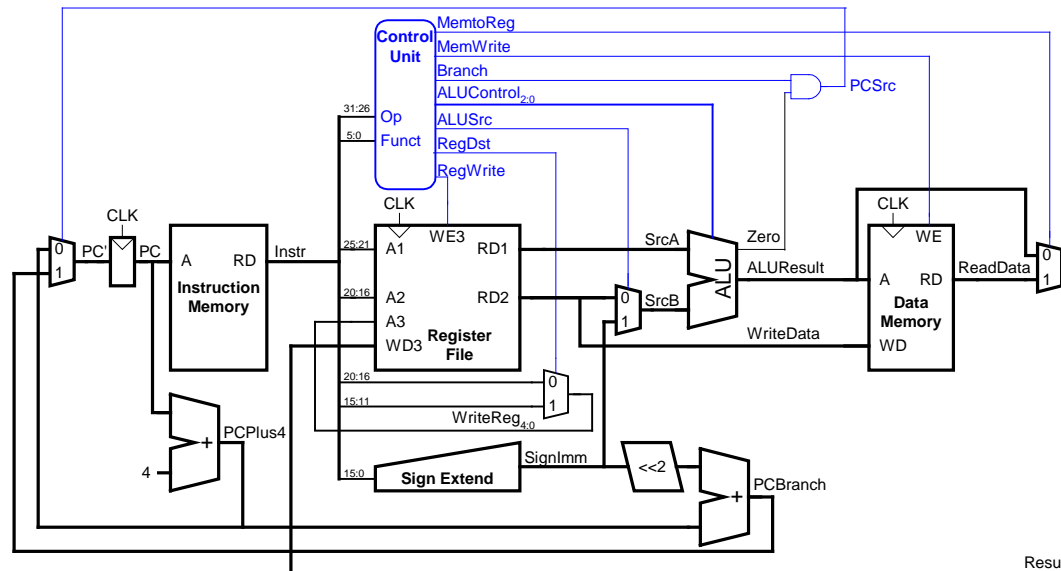 MemtoReg
Control
Unit
MemWrite
Branch
ALUControl2:0
PCSrc
31:26
Op
ALUSrc
5:0
Funct
RegDst
RegWrite
CLK
CLK
CLK
0
1
PC'
PC
A
RD
Instruction
Memory
Instr
25:21
A1
WE3
RD1
SrcA
Zero
WE
0
1
20:16
A2
RD2
0
1
SrcB
ALU
ALUResult
A
RD
ReadData
Data
Memory
A3
Register
File
WD3
WriteData
WD
20:16
0
15:11
1
WriteReg4:0
PCPlus4
+
4
SignImm
15:0
Sign Extend
<<2
+
PCBranch
Resu